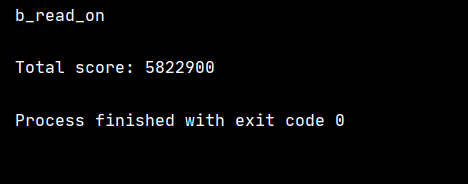 b_read_on
Total score: 5822900
Process finished with exit code 0